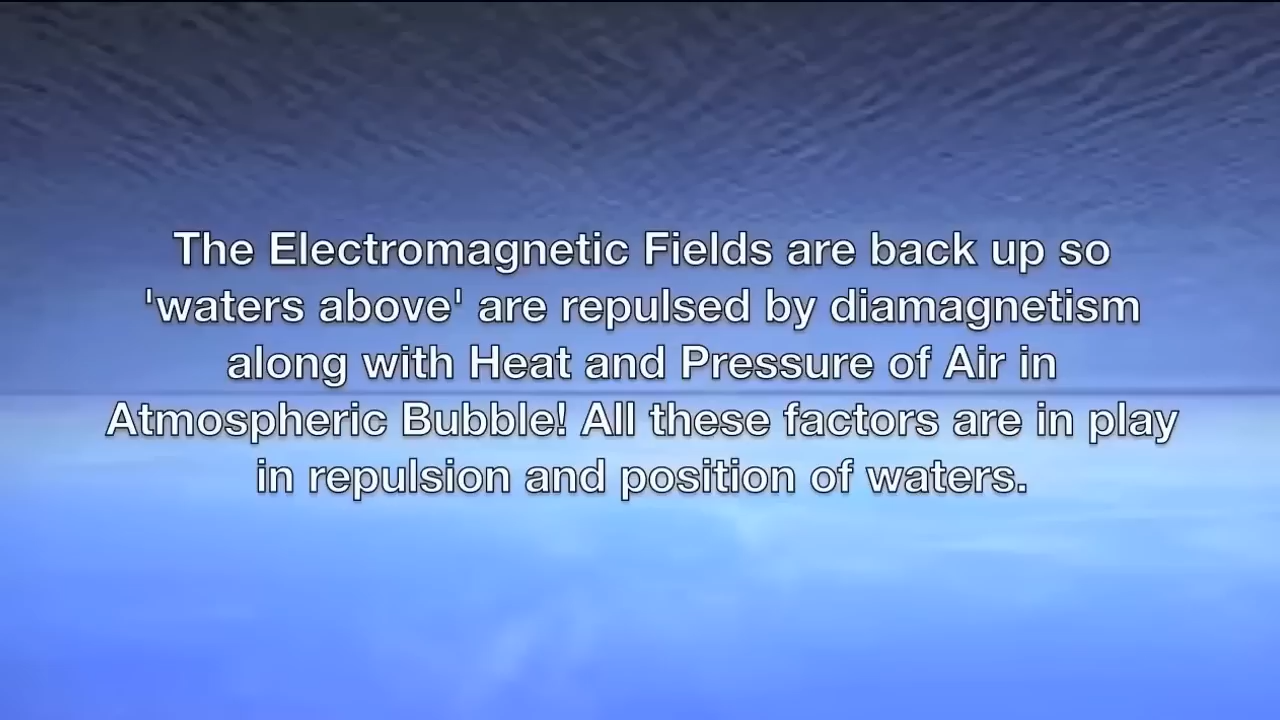 The Electromagnetic Fields are back up so
'waters above' are repulsed by diamagnetism
along with Heat and Pressure of Air in
Atmospheric Bubble! All these factors are in play
in repulsion and position of waters.